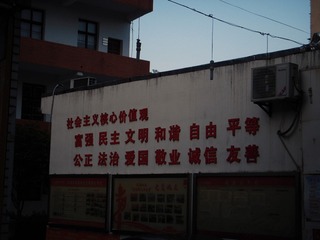 社会主义核心价值观
富强 民主 文明 和谐 自由 平等
公正 法治 爱国 敬业 诚信 友善